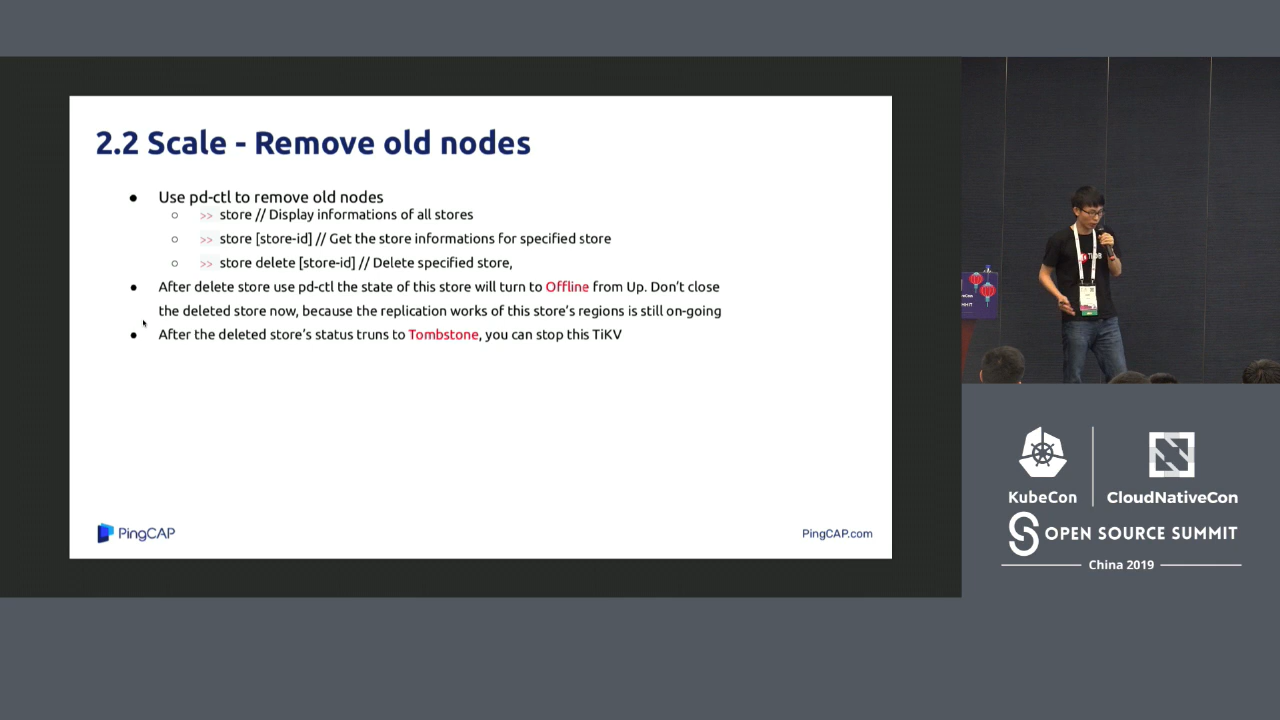 2.2 Scale - Remove old nodes
● Use pd-ctl to remove old nodes
○ >> store // Display informations of all stores
○ >> store [store-id] // Get the store informations for specified store
○ >> store delete [store-id] // Delete specified store,
● After delete store use pd-ctl the state of this store will turn to Offline from Up. Don't close
the deleted store now, because the replication works of this store's regions is still on-going
● After the deleted store's status truns to Tombstone, you can stop this TiKV
PingCAP
PingCAP.com
KubeCon
CloudNativeCon
OPEN SOURCE SUMMIT
China 2019